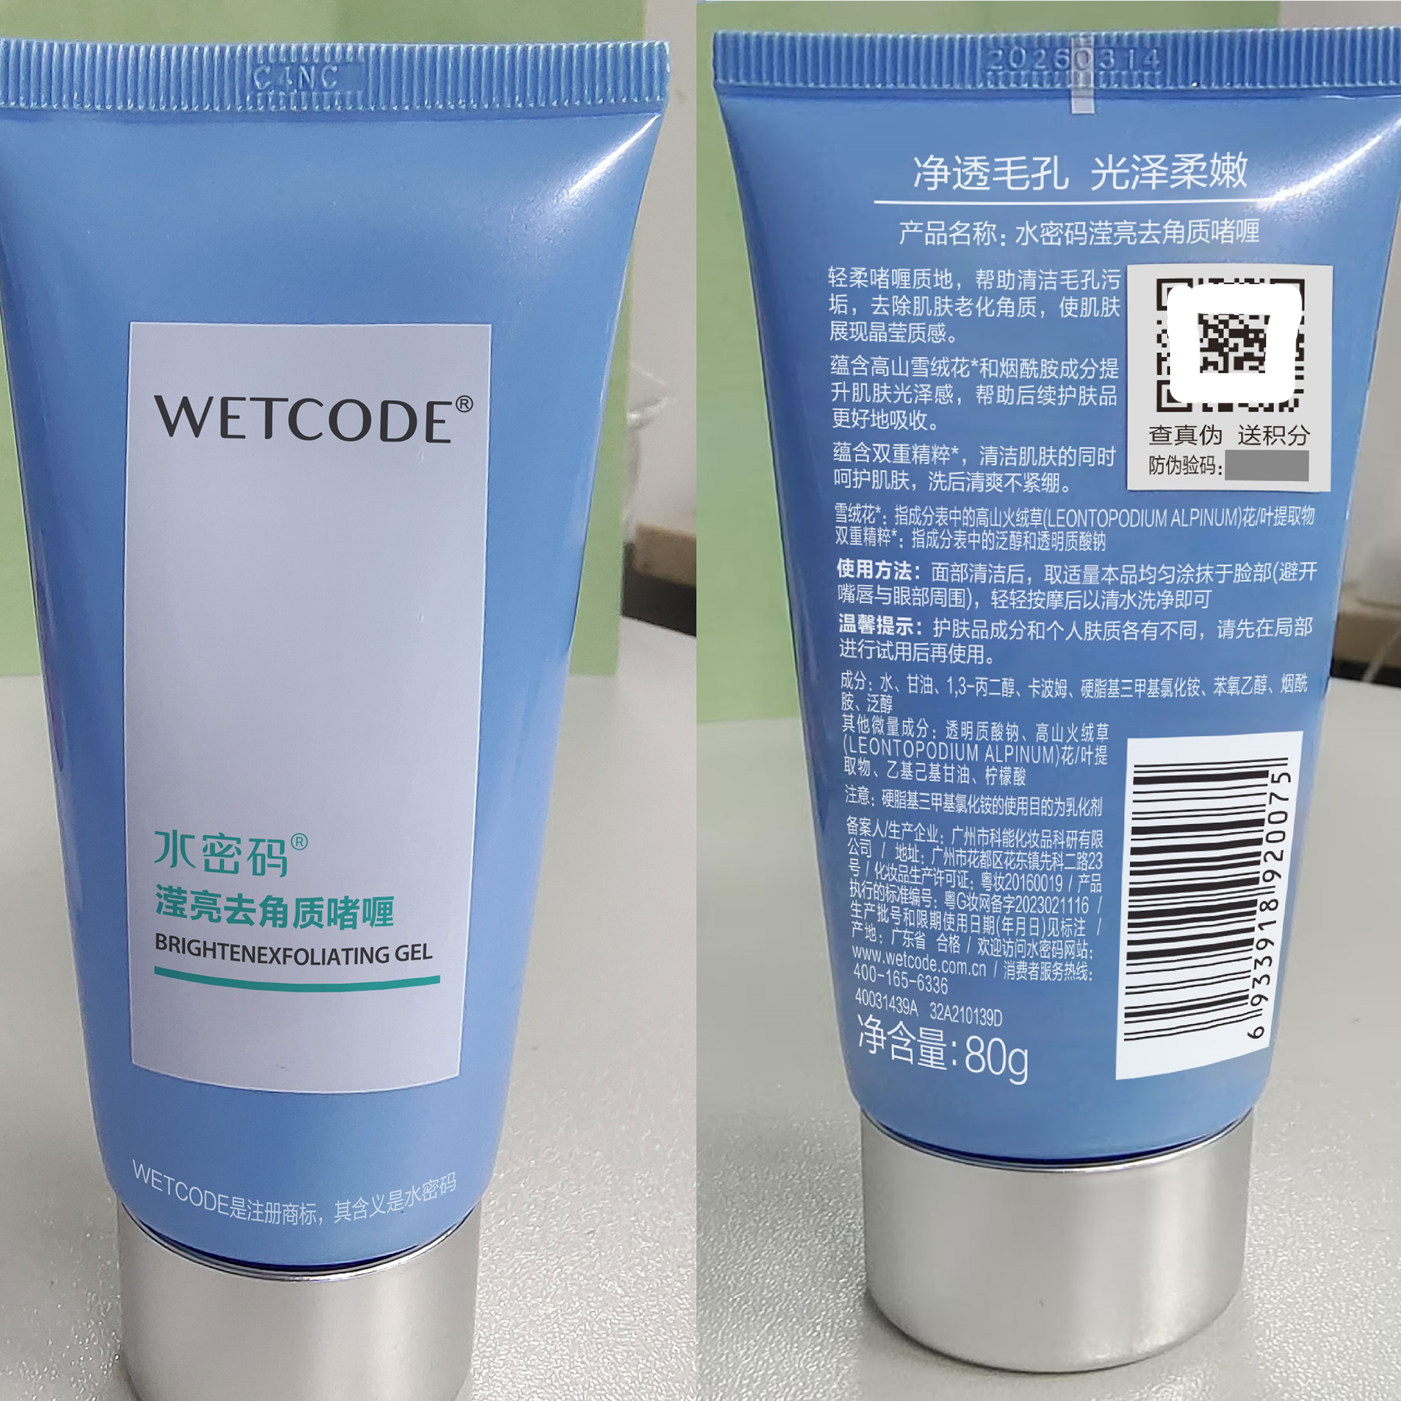 C4NC
WETCODE®
水密码®
滢亮去角质啫喱
BRIGHTENEXFOLIATING GEL
WETCODE是注册商标，其含义是水密码
20260314
净透毛孔 光泽柔嫩
产品名称：水密码滢亮去角质啫喱
轻柔啫喱质地，帮助清洁毛孔污
垢，去除肌肤老化角质，使肌肤
展现晶莹质感。
蕴含高山雪绒花*和烟酰胺成分提
升肌肤光泽感，帮助后续护肤品
更好地吸收。
蕴含双重精粹*，清洁肌肤的同时
呵护肌肤，洗后清爽不紧绷。
查真伪 送积分
防伪验码：
雪绒花*：指成分表中的高山火绒草(LEONTOPODIUM ALPINUM)花/叶提取物
双重精粹*：指成分表中的泛醇和透明质酸钠
使用方法：面部清洁后，取适量本品均匀涂抹于脸部(避开
嘴唇与眼部周围)，轻轻按摩后以清水洗净即可
温馨提示：护肤品成分和个人肤质各有不同，请先在局部
进行试用后再使用。
成分：水、甘油、1,3-丙二醇、卡波姆、硬脂基三甲基氯化铵、苯氧乙醇、烟酰
胺、泛醇
其他微量成分：透明质酸钠、高山火绒草
(LEONTOPODIUM ALPINUM)花/叶提
取物、乙基己基甘油、柠檬酸
注意：硬脂基三甲基氯化铵的使用目的为乳化剂
备案人/生产企业：广州市科能化妆品科研有限
公司 / 地址：广州市花都区花东镇先科二路23
号 / 化妆品生产许可证：粤妆20160019 / 产品
执行的标准编号：粤G妆网备字2023021116 /
生产批号和限期使用日期(年月日)见标注 /
产地：广东省 合格 / 欢迎访问水密码网站：
www.wetcode.com.cn / 消费者服务热线：
400-165-6336
40031439A 32A210139D
净含量：80g
6933918920075